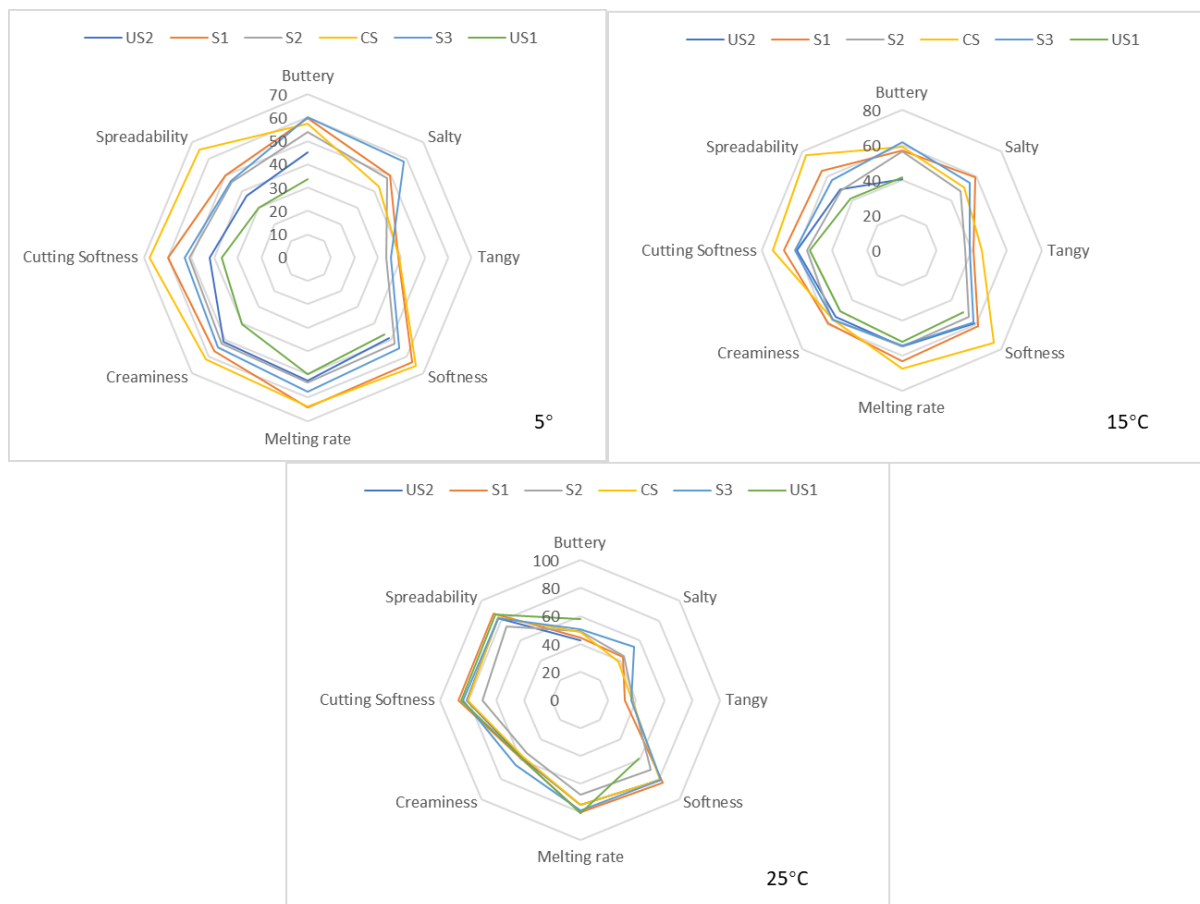 US2 S1 S2 CS S3 US1
Buttery
70
60
50
40
30
20
10
0
Salty
Tangy
Softness
Melting rate
Creaminess
Cutting Softness
Spreadability
5°
US2 S1 S2 CS S3 US1
Buttery
80
60
40
20
0
Salty
Tangy
Softness
Melting rate
Creaminess
Cutting Softness
Spreadability
15°C
US2 S1 S2 CS S3 US1
Buttery
100
80
60
40
20
0
Salty
Tangy
Softness
Melting rate
Creaminess
Cutting Softness
Spreadability
25°C